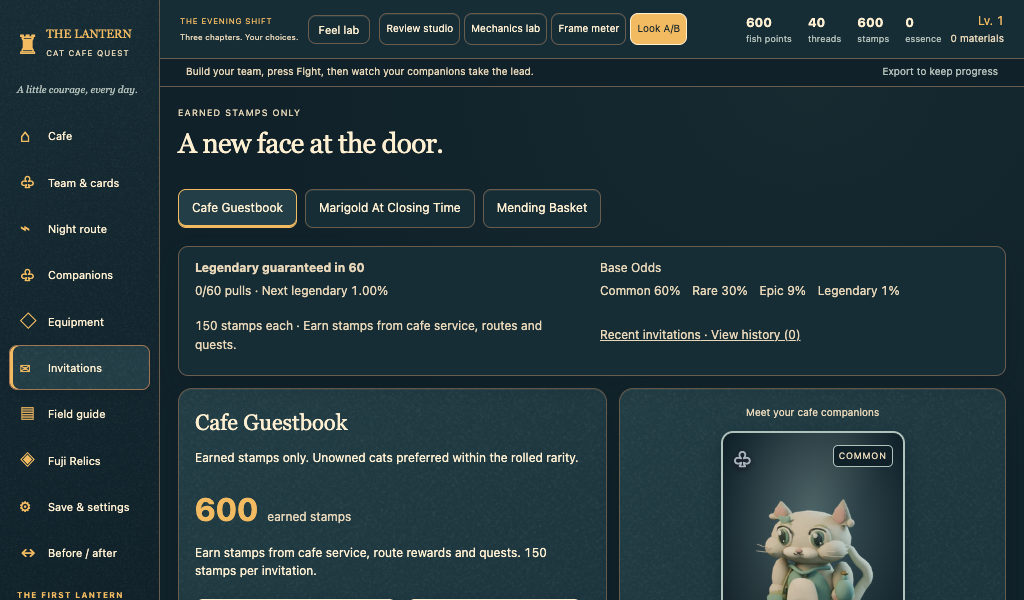 THE LANTERN
CAT CAFE QUEST
A little courage, every day.
Cafe
Team & cards
Night route
Companions
Equipment
Invitations
Field guide
Fuji Relics
Save & settings
Before / after
THE FIRST LANTERN
THE EVENING SHIFT
Three chapters. Your choices.
Feel lab
Review studio
Mechanics lab
Frame meter
Look A/B
600
fish points
40
threads
600
stamps
0
essence
Lv. 1
0 materials
Build your team, press Fight, then watch your companions take the lead.
Export to keep progress
EARNED STAMPS ONLY
A new face at the door.
Cafe Guestbook
Marigold At Closing Time
Mending Basket
Legendary guaranteed in 60
0/60 pulls · Next legendary 1.00%
150 stamps each · Earn stamps from cafe service, routes and
quests.
Base Odds
Common 60% Rare 30% Epic 9% Legendary 1%
Recent invitations · View history (0)
Cafe Guestbook
Earned stamps only. Unowned cats preferred within the rolled rarity.
600 earned stamps
Earn stamps from cafe service, route rewards and quests. 150
stamps per invitation.
Meet your cafe companions
COMMON